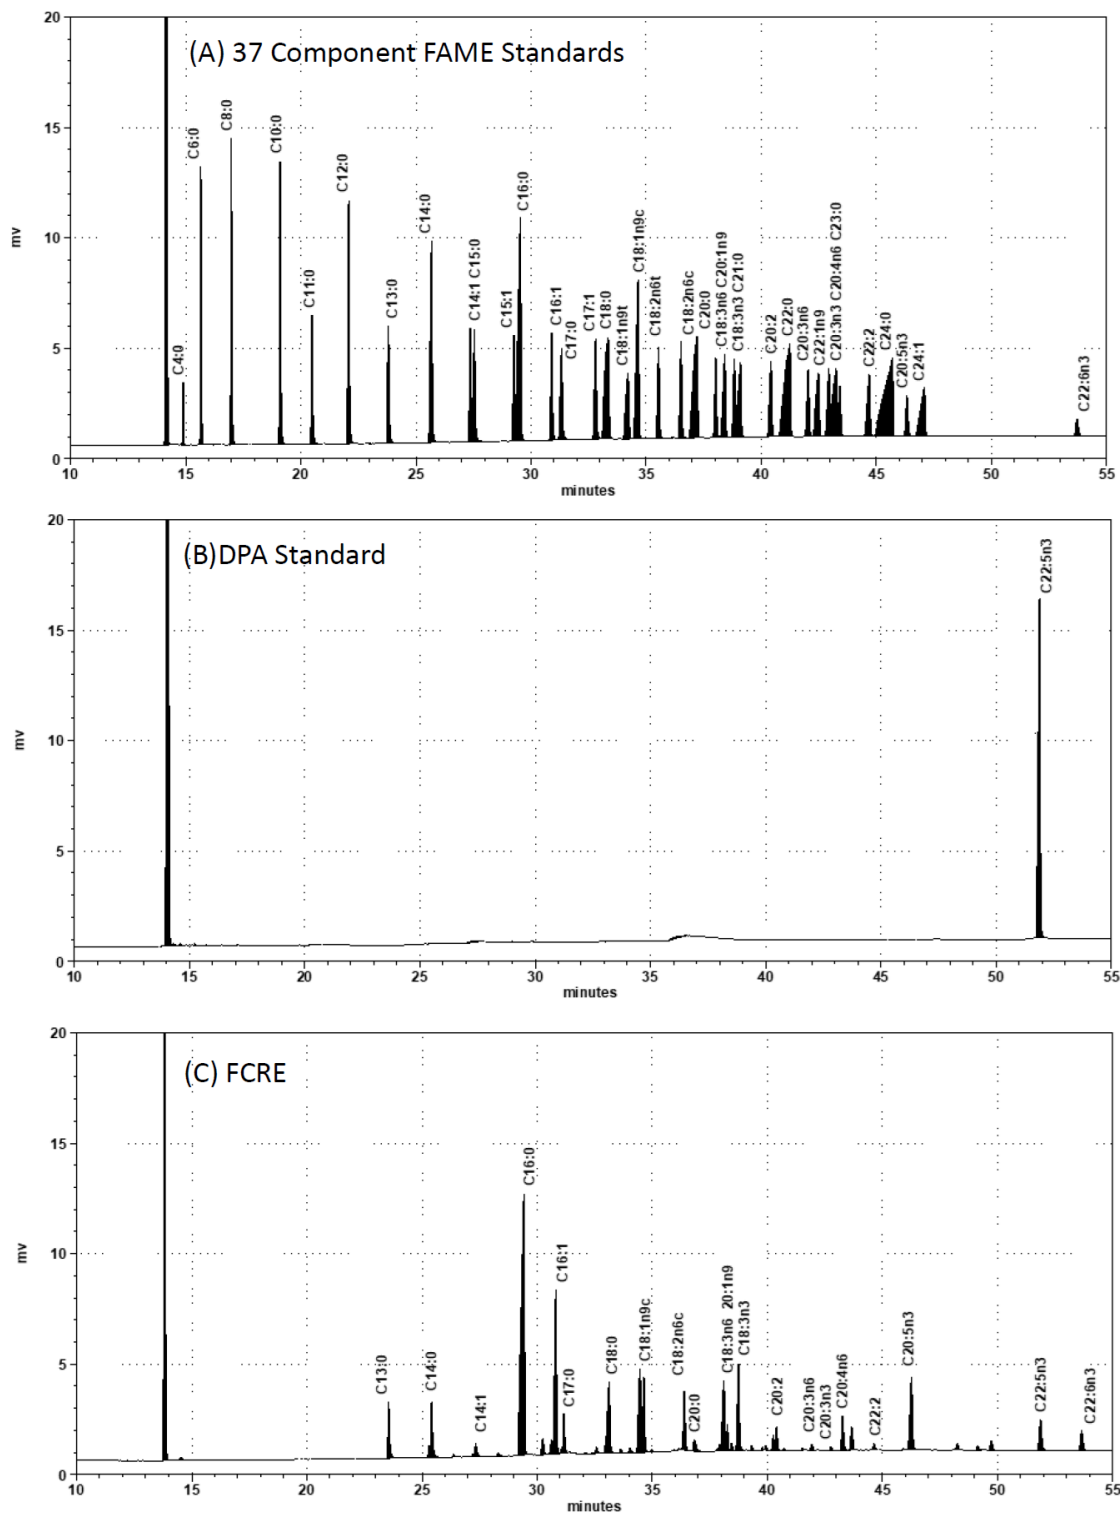 (A) 37 Component FAME Standards
20
15
10
5
0
mv
C4:0
C6:0
C8:0
C10:0
C11:0
C12:0
C13:0
C14:0
C14:1 C15:0
C15:1
C16:0
C16:1
C17:0
C17:1
C18:0
C18:1n9t
C18:1n9c
C18:2n6t
C18:2n6c
C20:0
C18:3n6 C20:1n9
C18:3n3 C21:0
C20:2
C22:0
C20:3n6
C22:1n9
C20:3n3 C20:4n6 C23:0
C22:2
C24:0
C20:5n3
C24:1
C22:6n3
10 15 20 25 30 35 40 45 50 55
minutes
(B)DPA Standard
20
15
10
5
0
mv
C22:5n3
10 15 20 25 30 35 40 45 50 55
minutes
(C) FCRE
20
15
10
5
0
mv
C13:0
C14:0
C14:1
C16:0
C16:1
C17:0
C18:0
C18:1n9c
C18:2n6c
C20:0
C18:3n6 20:1n9
C18:3n3
C20:2
C20:3n6
C20:3n3
C20:4n6
C22:2
C20:5n3
C22:5n3
C22:6n3
10 15 20 25 30 35 40 45 50 55
minutes